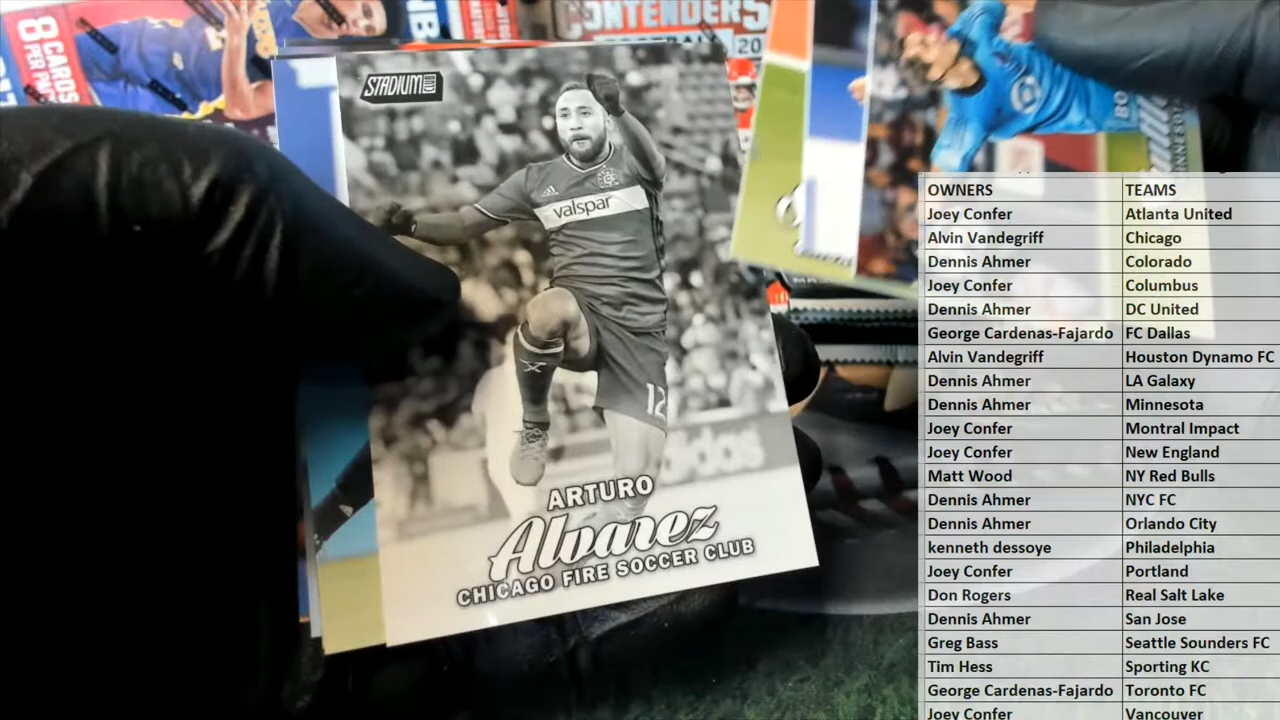 8 CARDS
PER PACK
CONTENDERS
FOOTBALL 20
STADIUM CLUB
valspar
12
adidas
ARTURO
Alvarez
CHICAGO FIRE SOCCER CLUB
OWNERS TEAMS
Joey Confer Atlanta United
Alvin Vandegriff Chicago
Dennis Ahmer Colorado
Joey Confer Columbus
Dennis Ahmer DC United
George Cardenas-Fajardo FC Dallas
Alvin Vandegriff Houston Dynamo FC
Dennis Ahmer LA Galaxy
Dennis Ahmer Minnesota
Joey Confer Montral Impact
Joey Confer New England
Matt Wood NY Red Bulls
Dennis Ahmer NYC FC
Dennis Ahmer Orlando City
kenneth dessoye Philadelphia
Joey Confer Portland
Don Rogers Real Salt Lake
Dennis Ahmer San Jose
Greg Bass Seattle Sounders FC
Tim Hess Sporting KC
George Cardenas-Fajardo Toronto FC
Joey Confer Vancouver